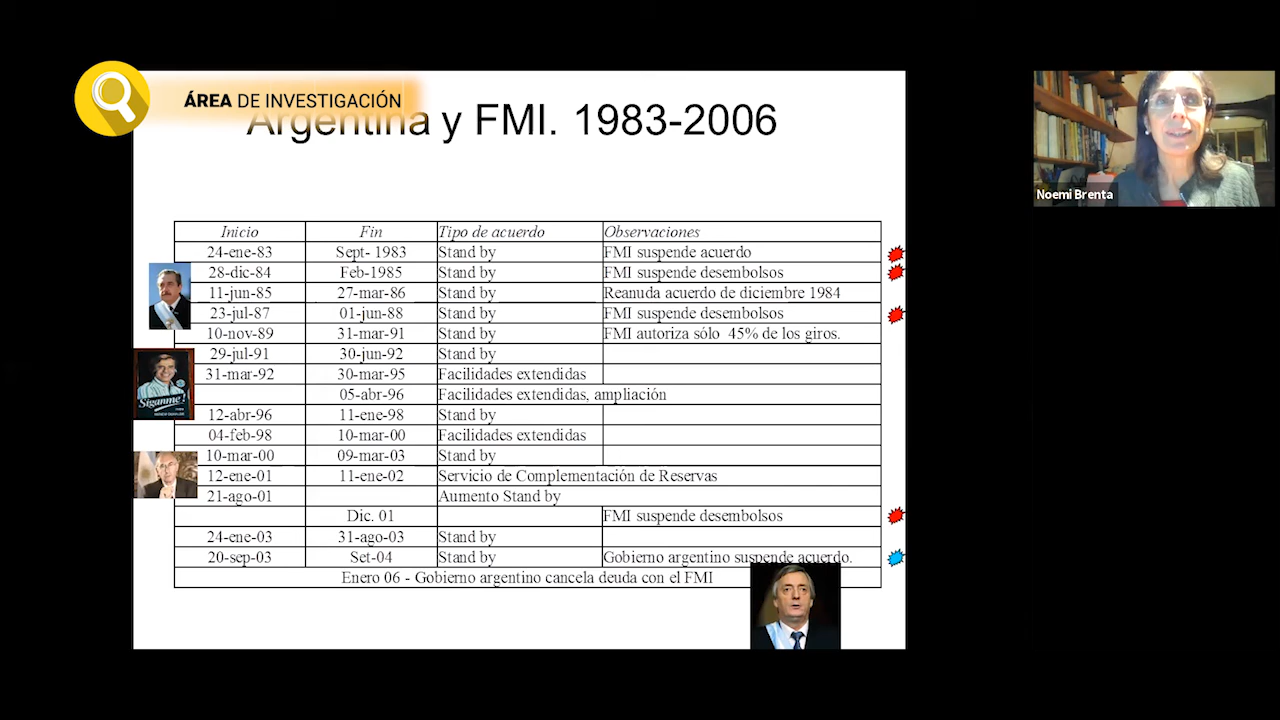 ÁREA DE INVESTIGACIÓN
Argentina y FMI. 1983-2006
Noemi Brenta
Inicio Fin Tipo de acuerdo Observaciones
24-ene-83 Sept- 1983 Stand by FMI suspende acuerdo
28-dic-84 Feb-1985 Stand by FMI suspende desembolsos
11-jun-85 27-mar-86 Stand by Reanuda acuerdo de diciembre 1984
23-jul-87 01-jun-88 Stand by FMI suspende desembolsos
10-nov-89 31-mar-91 Stand by FMI autoriza sólo 45% de los giros.
29-jul-91 30-jun-92 Stand by
31-mar-92 30-mar-95 Facilidades extendidas
05-abr-96 Facilidades extendidas, ampliación
Síganme!
12-abr-96 11-ene-98 Stand by
04-feb-98 10-mar-00 Facilidades extendidas
10-mar-00 09-mar-03 Stand by
12-ene-01 11-ene-02 Servicio de Complementación de Reservas
21-ago-01 Aumento Stand by
Dic. 01 FMI suspende desembolsos
24-ene-03 31-ago-03 Stand by
20-sep-03 Set-04 Stand by Gobierno argentino suspende acuerdo.
Enero 06 - Gobierno argentino cancela deuda con el FMI